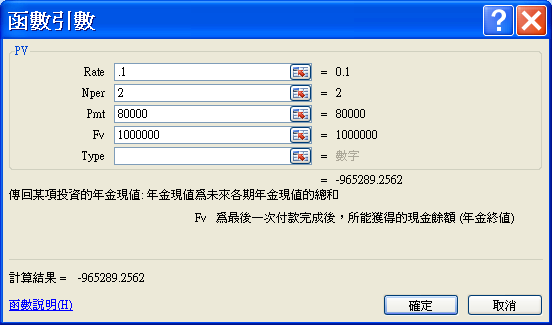 函數引數
PV
Rate .1 = 0.1
Nper 2 = 2
Pmt 80000 = 80000
Fv 1000000 = 1000000
Type = 數字
= -965289.2562
傳回某項投資的年金現值: 年金現值為未來各期年金現值的總和
Fv 為最後一次付款完成後，所能獲得的現金餘額 (年金終值)
計算結果 = -965289.2562
函數說明(H)
確定
取消